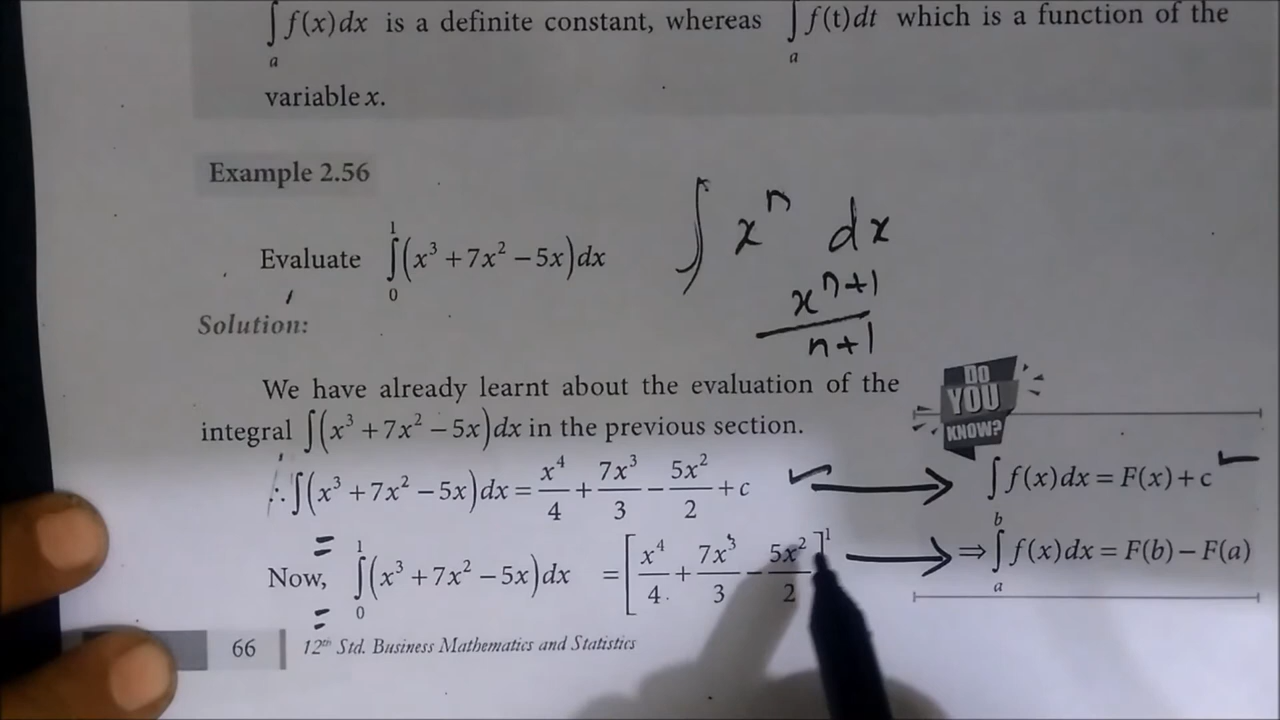 ∫ₐ f(x)dx is a definite constant, whereas ∫ₐ f(t)dt which is a function of the
variable x.
Example 2.56
Evaluate ∫₀¹(x³ + 7x² − 5x)dx
∫ xⁿ dx
xⁿ⁺¹
n+1
Solution:
We have already learnt about the evaluation of the
integral ∫(x³ + 7x² − 5x)dx in the previous section.
∴ ∫(x³ + 7x² − 5x)dx = x⁴/4 + 7x³/3 − 5x²/2 + c
Now, ∫₀¹(x³ + 7x² − 5x)dx = [x⁴/4 + 7x³/3 − 5x²/2]¹
DO
YOU
KNOW?
∫ f(x)dx = F(x) + c
⇒ ∫ₐᵇ f(x)dx = F(b) − F(a)
66 12th Std. Business Mathematics and Statistics